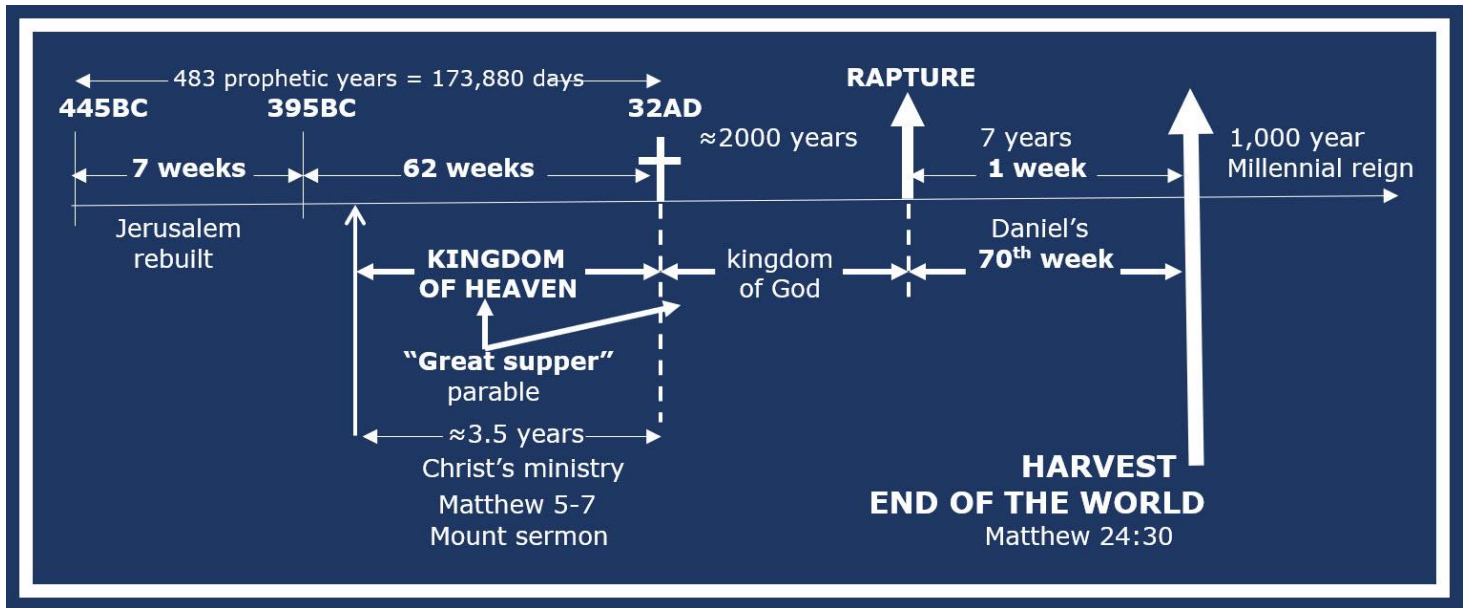 483 prophetic years = 173,880 days
445BC
395BC
32AD
RAPTURE
≈2000 years
7 years
1,000 year
7 weeks
62 weeks
1 week
Millennial reign
Jerusalem
rebuilt
KINGDOM
OF HEAVEN
kingdom
of God
Daniel’s
70th week
“Great supper”
parable
≈3.5 years
Christ’s ministry
Matthew 5-7
Mount sermon
HARVEST
END OF THE WORLD
Matthew 24:30